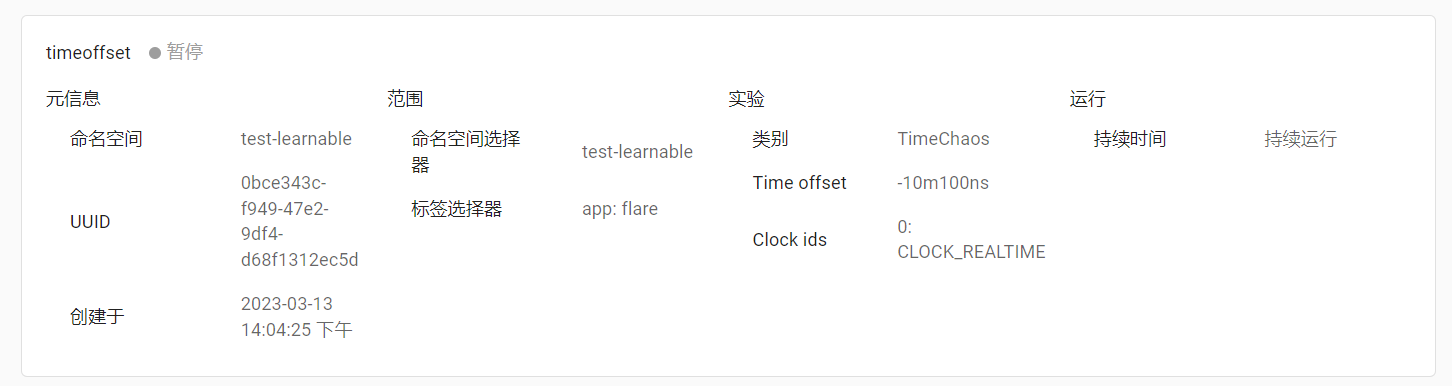 timeoffset 暂停
元信息
命名空间 test-learnable
UUID 0bce343c-
f949-47e2-
9df4-
d68f1312ec5d
创建于 2023-03-13
14:04:25 下午
范围
命名空间选择
器 test-learnable
标签选择器 app: flare
实验
类别 TimeChaos
Time offset -10m100ns
Clock ids 0:
CLOCK_REALTIME
运行
持续时间 持续运行